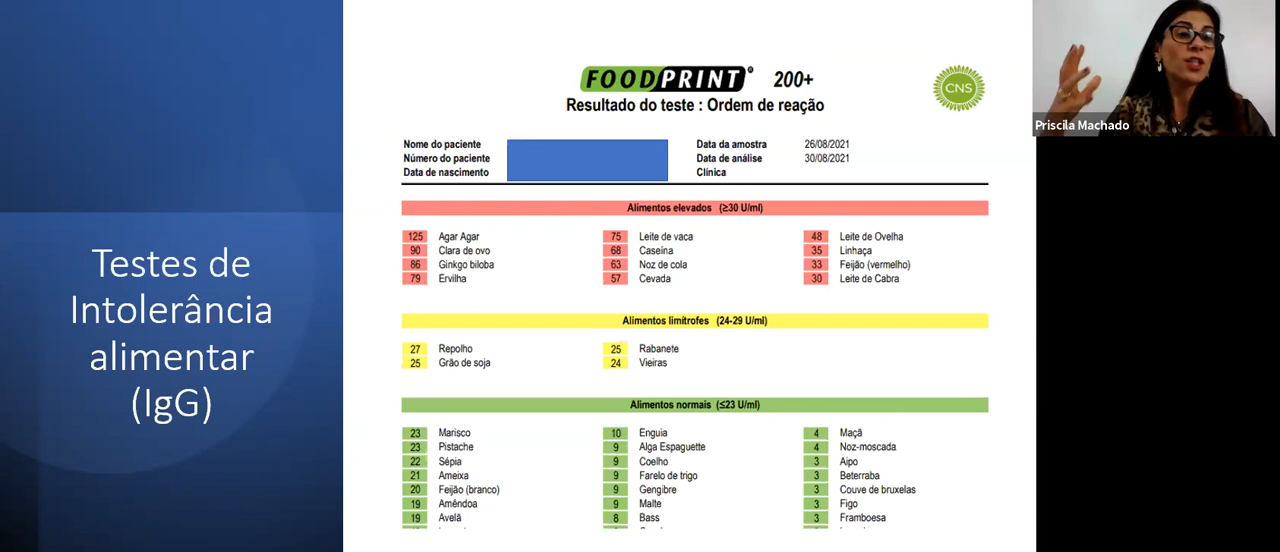 Testes de
Intolerância
alimentar
(IgG)
FOODPRINT® 200+
Resultado do teste : Ordem de reação
CNS
Nome do paciente
Número do paciente
Data de nascimento
Data da amostra 26/08/2021
Data de análise 30/08/2021
Clínica
Alimentos elevados (≥30 U/ml)
125 Agar Agar 75 Leite de vaca 48 Leite de Ovelha
90 Clara de ovo 68 Caseína 35 Linhaça
86 Ginkgo biloba 63 Noz de cola 33 Feijão (vermelho)
79 Ervilha 57 Cevada 30 Leite de Cabra
Alimentos limítrofes (24-29 U/ml)
27 Repolho 25 Rabanete
25 Grão de soja 24 Vieiras
Alimentos normais (≤23 U/ml)
23 Marisco 10 Enguia 4 Maçã
23 Pistache 9 Alga Espaguette 4 Noz-moscada
22 Sépia 9 Coelho 3 Aipo
21 Ameixa 9 Farelo de trigo 3 Beterraba
20 Feijão (branco) 9 Gengibre 3 Couve de bruxelas
19 Amêndoa 9 Malte 3 Figo
19 Avelã 8 Bass 3 Framboesa
Priscila Machado